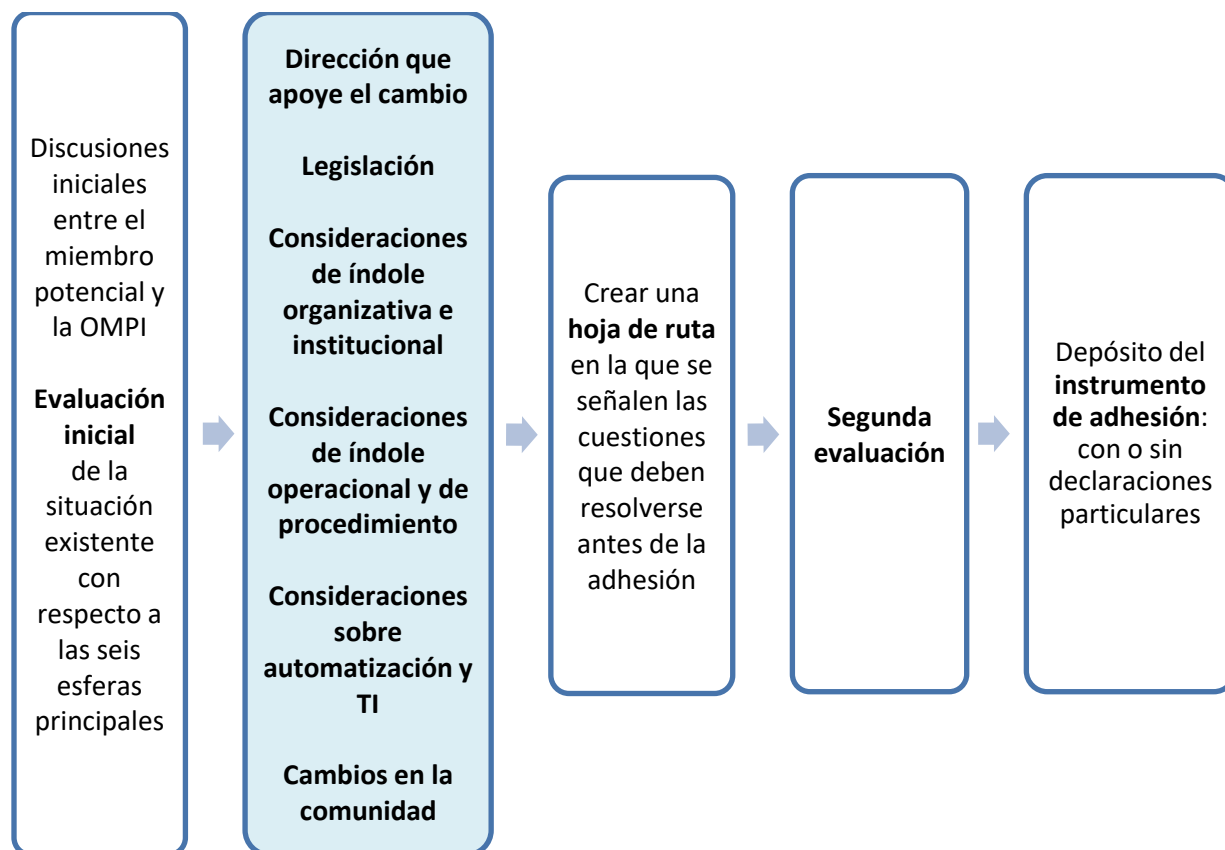 Discusiones
iniciales
entre el
miembro
potencial y
la OMPI
Evaluación
inicial
de la
situación
existente
con
respecto a
las seis
esferas
principales
Dirección que
apoye el cambio
Legislación
Consideraciones
de índole
organizativa e
institucional
Consideraciones
de índole
operacional y de
procedimiento
Consideraciones
sobre
automatización y
TI
Cambios en la
comunidad
Crear una
hoja de ruta
en la que se
señalen las
cuestiones
que deben
resolverse
antes de la
adhesión
Segunda
evaluación
Depósito del
instrumento
de adhesión:
con o sin
declaraciones
particulares